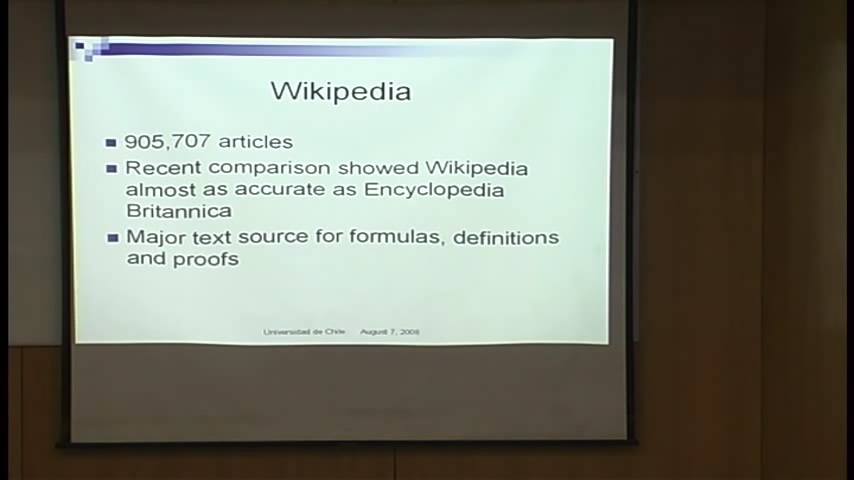 Wikipedia
905,707 articles
Recent comparison showed Wikipedia
almost as accurate as Encyclopedia
Britannica
Major text source for formulas, definitions
and proofs
Universidad de Chile August 7, 2008